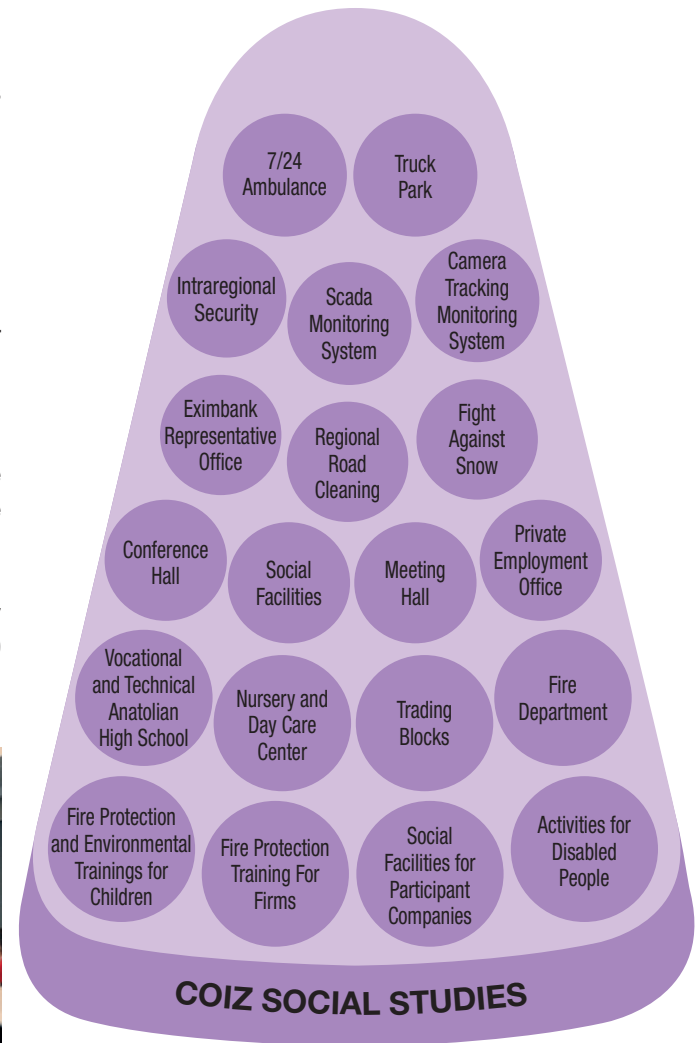 7/24
Ambulance
Truck
Park
Intraregional
Security
Scada
Monitoring
System
Camera
Tracking
Monitoring
System
Eximbank
Representative
Office
Regional
Road
Cleaning
Fight
Against
Snow
Conference
Hall
Social
Facilities
Meeting
Hall
Private
Employment
Office
Vocational
and Technical
Anatolian
High School
Nursery and
Day Care
Center
Trading
Blocks
Fire
Department
Fire Protection
and Environmental
Trainings for
Children
Fire Protection
Training For
Firms
Social
Facilities for
Participant
Companies
Activities for
Disabled
People
COIZ SOCIAL STUDIES